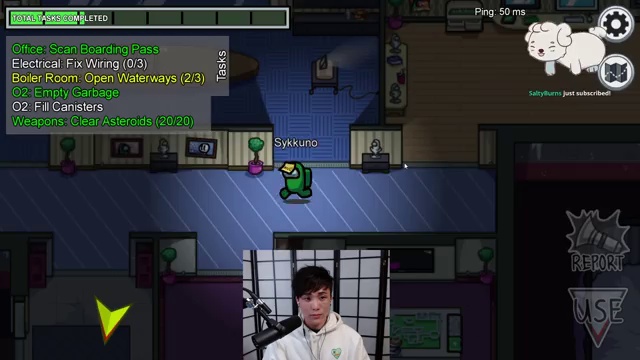 TOTAL TASKS COMPLETED
Ping: 50 ms
Office: Scan Boarding Pass
Electrical: Fix Wiring (0/3)
Boiler Room: Open Waterways (2/3)
O2: Empty Garbage
O2: Fill Canisters
Weapons: Clear Asteroids (20/20)
Tasks
SaltyBurns just subscribed!
Sykkuno
REPORT
USE